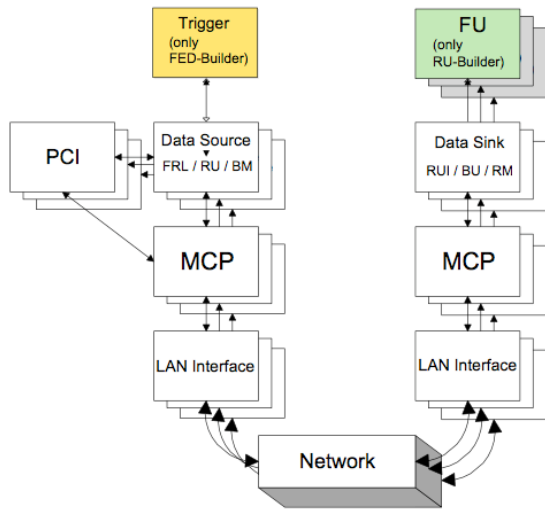 Trigger
(only
FED-Builder)
FU
(only
RU-Builder)
PCI
Data Source
FRL / RU / BM
Data Sink
RUI / BU / RM
MCP
MCP
LAN Interface
LAN Interface
Network